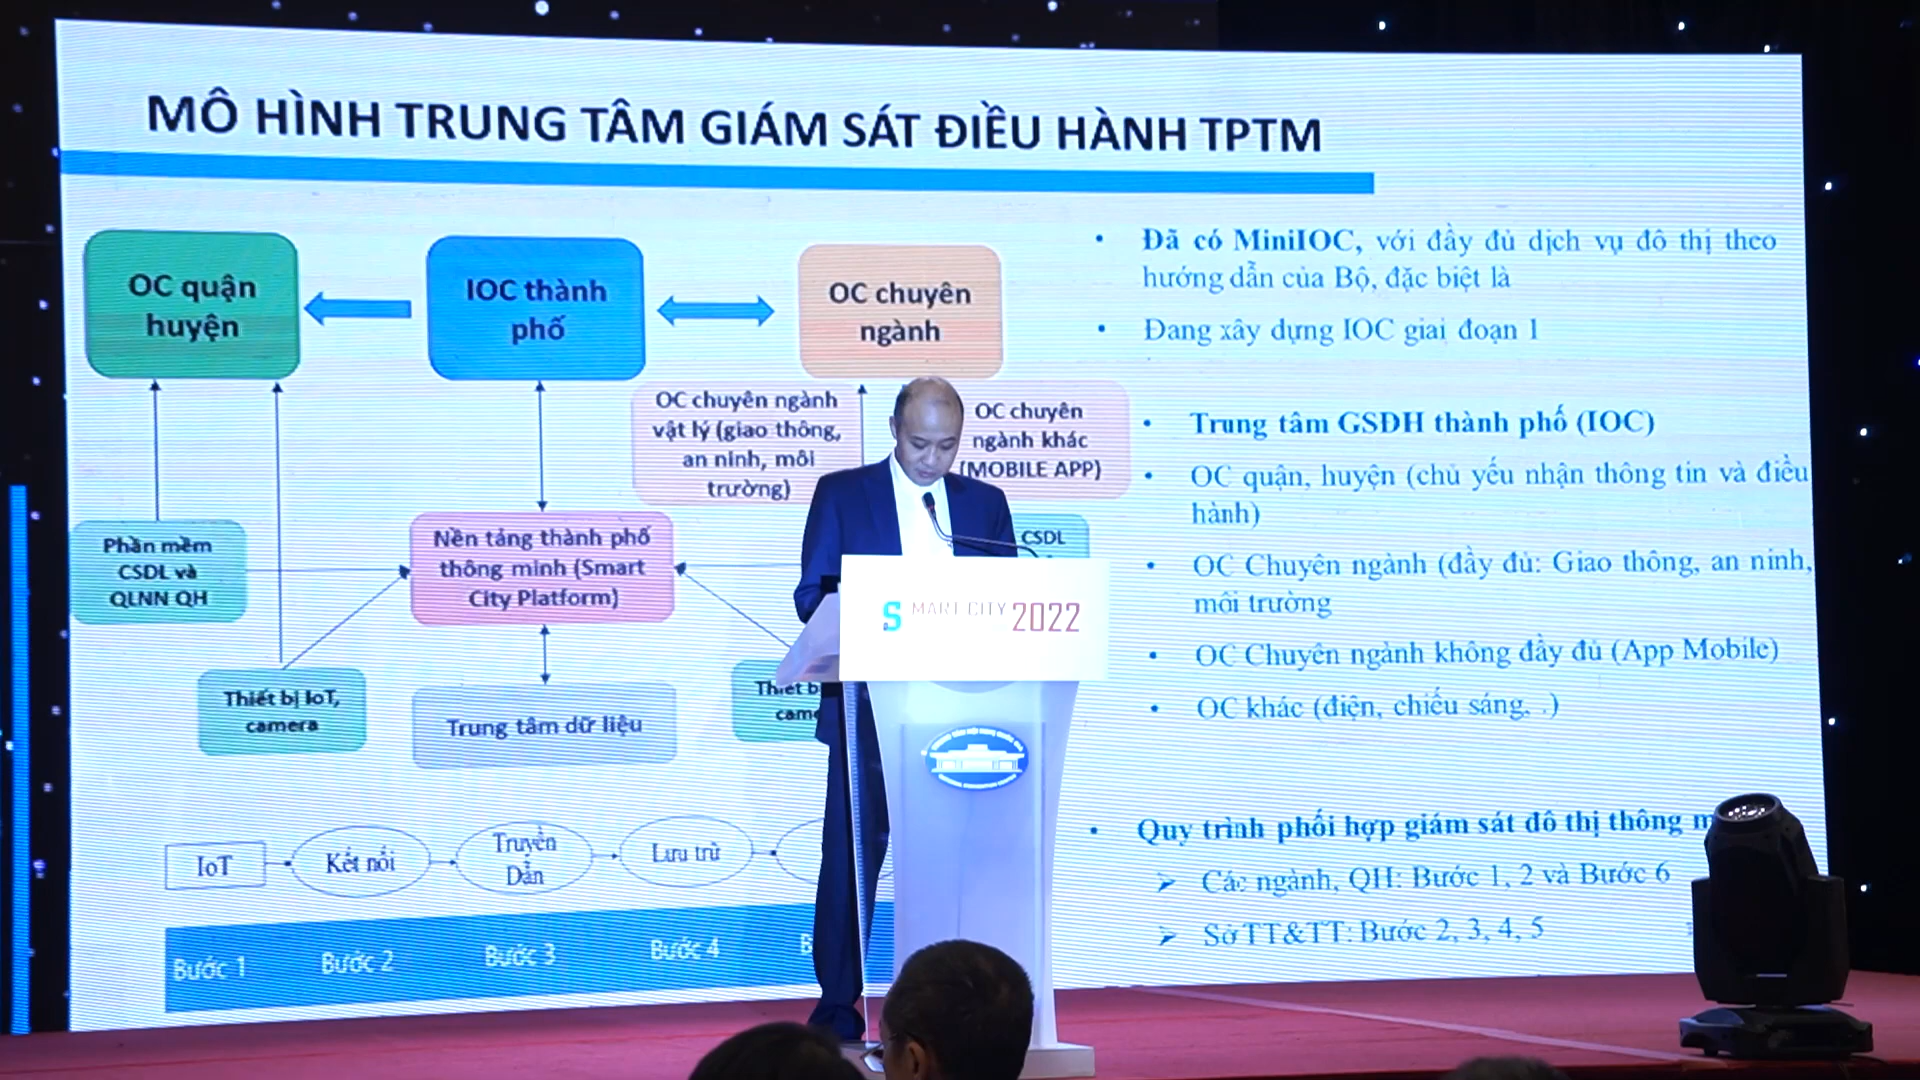 MÔ HÌNH TRUNG TÂM GIÁM SÁT ĐIỀU HÀNH TPTM
OC quận
huyện
IOC thành
phố
OC chuyên
ngành
OC chuyên ngành
vật lý (giao thông,
an ninh, môi
trường)
OC chuyên
ngành khác
(MOBILE APP)
Phần mềm
CSDL và
QLNN QH
Nền tảng thành phố
thông minh (Smart
City Platform)
CSDL
Thiết bị IoT,
camera
Trung tâm dữ liệu
Thiết b
came
IoT
Kết nối
Truyền
Dẫn
Lưu trữ
Bước 1
Bước 2
Bước 3
Bước 4
B
• Đã có MiniIOC, với đầy đủ dịch vụ đô thị theo
hướng dẫn của Bộ, đặc biệt là
• Đang xây dựng IOC giai đoạn 1
• Trung tâm GSĐH thành phố (IOC)
• OC quận, huyện (chủ yếu nhận thông tin và điều
hành)
• OC Chuyên ngành (đầy đủ: Giao thông, an ninh,
môi trường
• OC Chuyên ngành không đầy đủ (App Mobile)
• OC khác (điện, chiếu sáng, .)
• Quy trình phối hợp giám sát đô thị thông m
➢ Các ngành, QH: Bước 1, 2 và Bước 6
➢ Sở TT&TT: Bước 2, 3, 4, 5
SMART CITY 2022